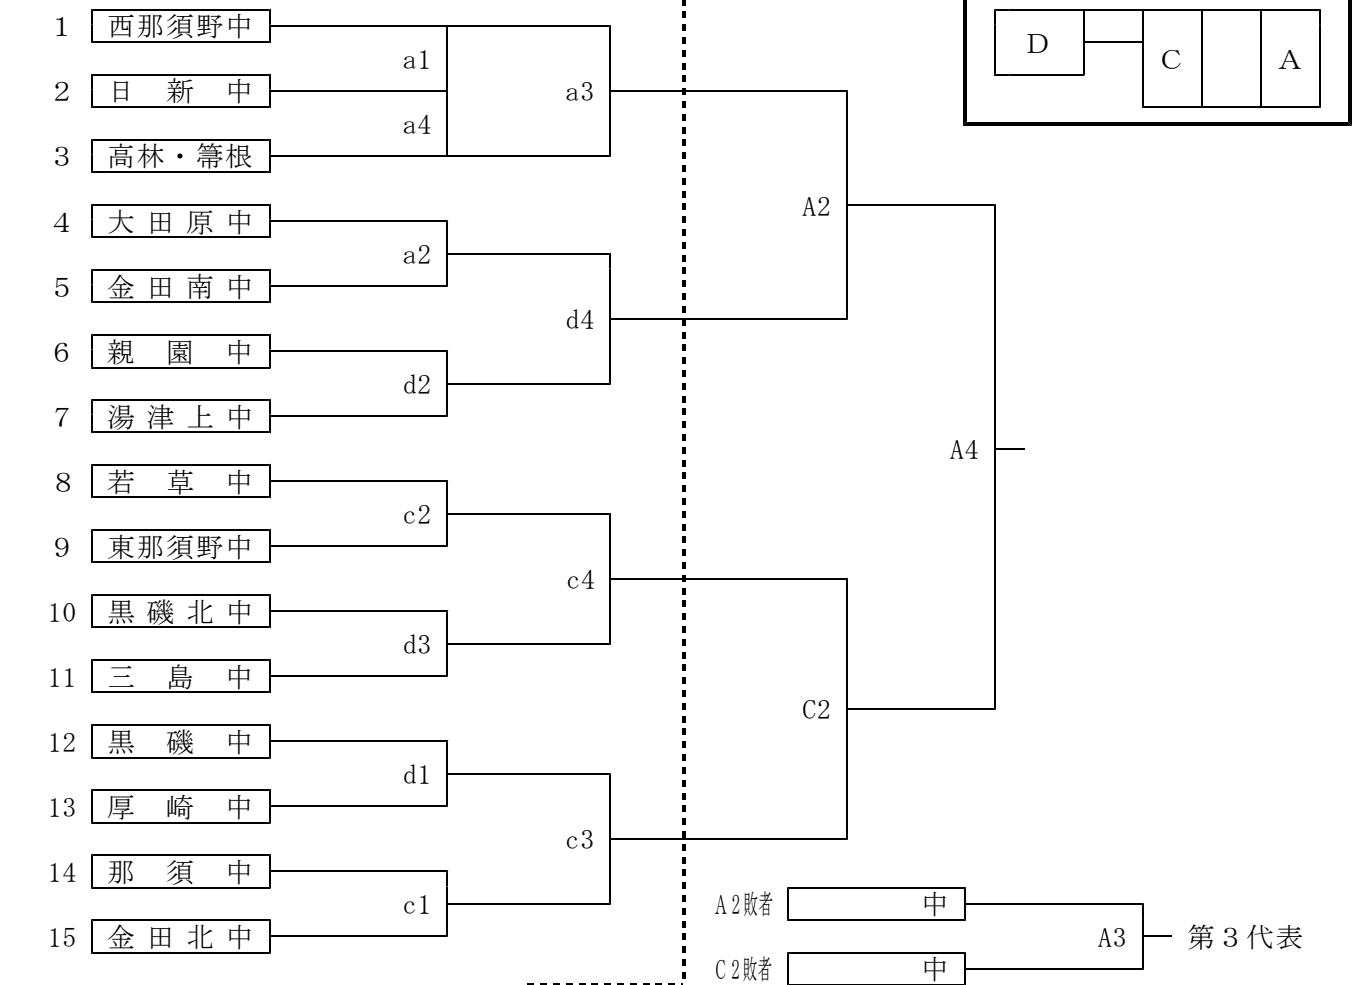 1 西那須野中
a1
2 日新中
a3
a4
3 高林・箒根
4 大田原中
A2
a2
5 金田南中
d4
6 親園中
d2
7 湯津上中
A4
8 若草中
c2
9 東那須野中
c4
10 黒磯北中
d3
11 三島中
C2
12 黒磯中
d1
13 厚崎中
c3
14 那須中
c1
15 金田北中
D
C
A
A2敗者 中
A3 第3代表
C2敗者 中